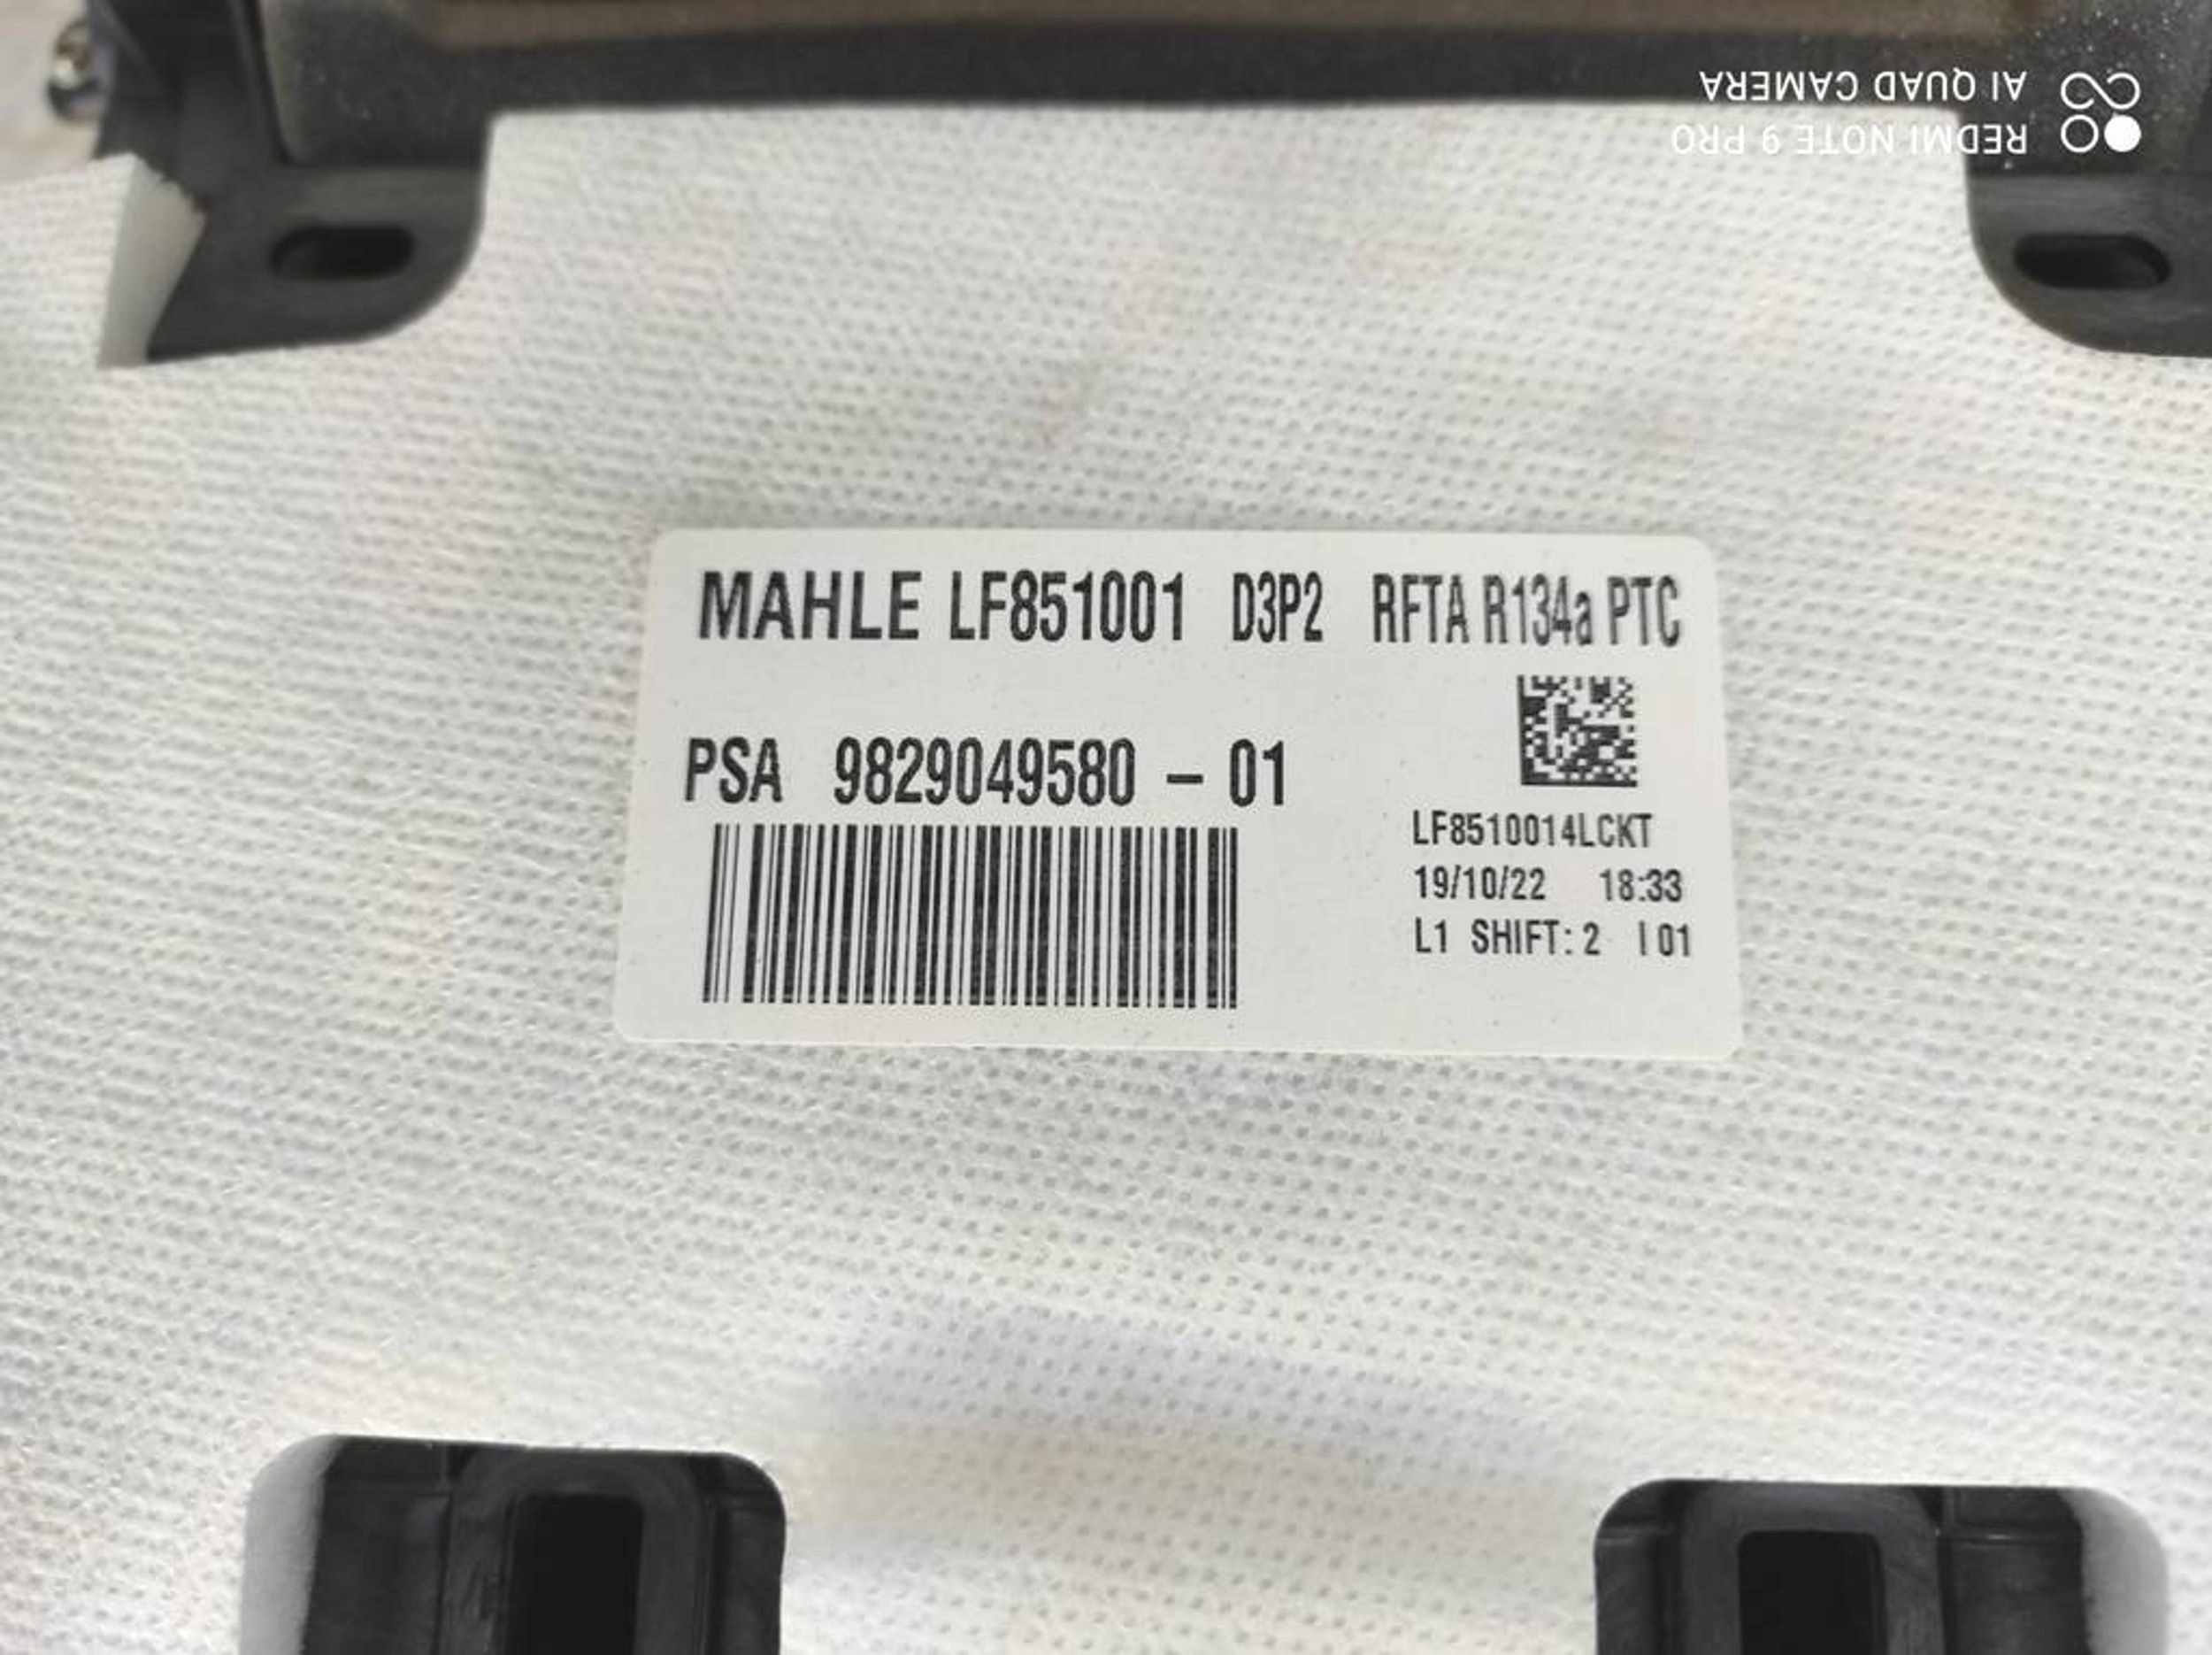 REDMI NOTE 9 PRO
AI QUAD CAMERA
MAHLE LF851001 D3P2 RFTA R134a PTC
PSA 9829049580 - 01
LF8510014LCKT
19/10/22 18:33
L1 SHIFT: 2 I 01